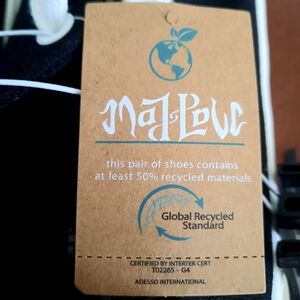 this pair of shoes contains
at least 50% recycled materials
Global Recycled
Standard
CERTIFIED BY INTERTEK CERT
T02265 - G4
ADESSO INTERNATIONAL